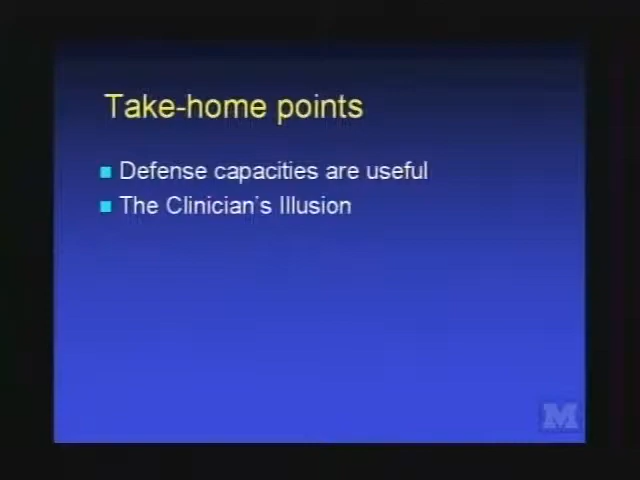 Take-home points
Defense capacities are useful
The Clinician's Illusion
M